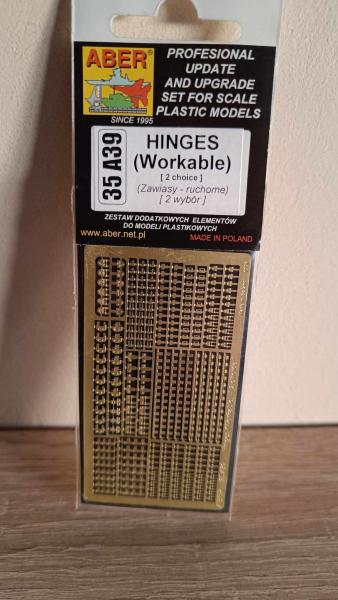 ABER®
SINCE 1995
PROFESIONAL
UPDATE
AND UPGRADE
SET FOR SCALE
PLASTIC MODELS
35 A39
HINGES
(Workable)
[ 2 choice ]
(Zawiasy - ruchome)
[ 2 wybór ]
ZESTAW DODATKOWYCH ELEMENTÓW
DO MODELI PLASTIKOWYCH
www.aber.net.pl
MADE IN POLAND